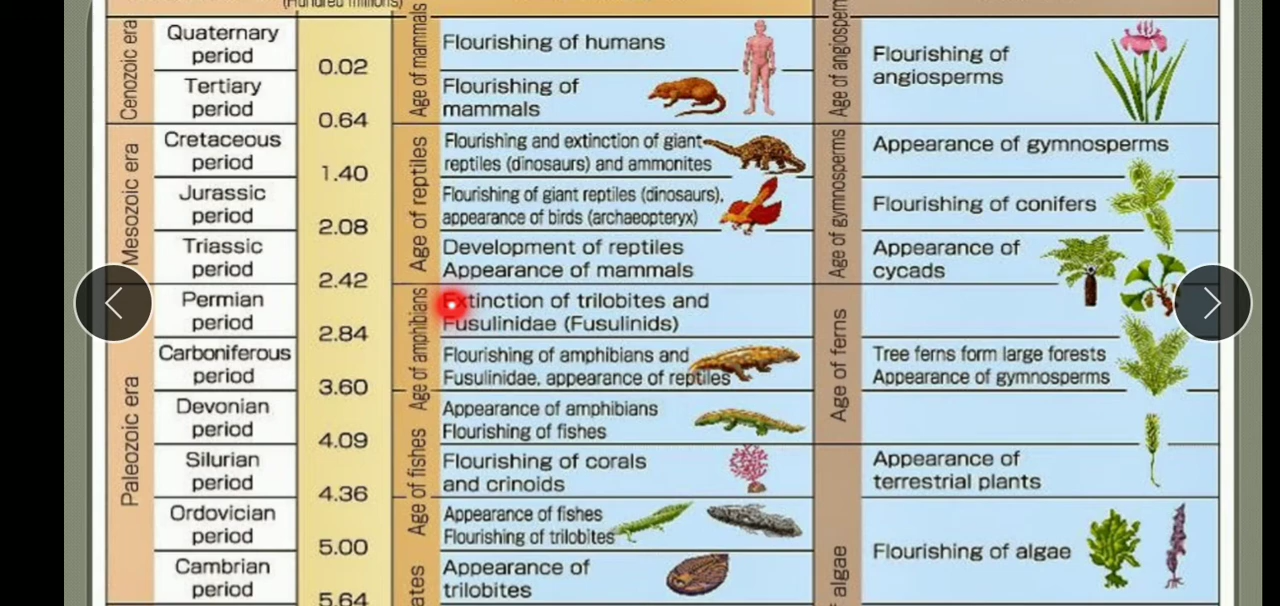 (Hundred millions)
Cenozoic era
Quaternary
period
0.02
Age of mammals
Flourishing of humans
Age of angiosperm
Flourishing of
angiosperms
Tertiary
period
0.64
Flourishing of
mammals
Mesozoic era
Cretaceous
period
1.40
Age of reptiles
Flourishing and extinction of giant
reptiles (dinosaurs) and ammonites
Age of gymnosperms
Appearance of gymnosperms
Jurassic
period
2.08
Flourishing of giant reptiles (dinosaurs),
appearance of birds (archaeopteryx)
Flourishing of conifers
Triassic
period
2.42
Development of reptiles
Appearance of mammals
Appearance of
cycads
Paleozoic era
Permian
period
2.84
Age of amphibians
Extinction of trilobites and
Fusulinidae (Fusulinids)
Age of ferns
Carboniferous
period
3.60
Flourishing of amphibians and
Fusulinidae, appearance of reptiles
Tree ferns form large forests
Appearance of gymnosperms
Devonian
period
4.09
Age of fishes
Appearance of amphibians
Flourishing of fishes
Silurian
period
4.36
Flourishing of corals
and crinoids
Appearance of
terrestrial plants
Ordovician
period
5.00
Appearance of fishes
Flourishing of trilobites
algae
Flourishing of algae
Cambrian
period
5.64
ates
Appearance of
trilobites